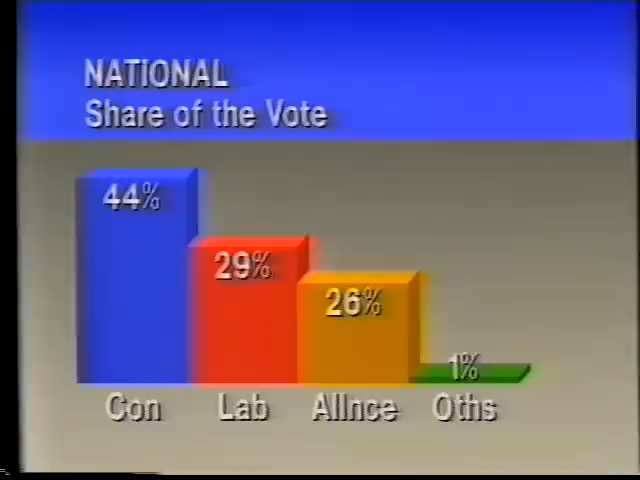 NATIONAL
Share of the Vote
44%
29%
26%
1%
Con Lab Allnce Oths